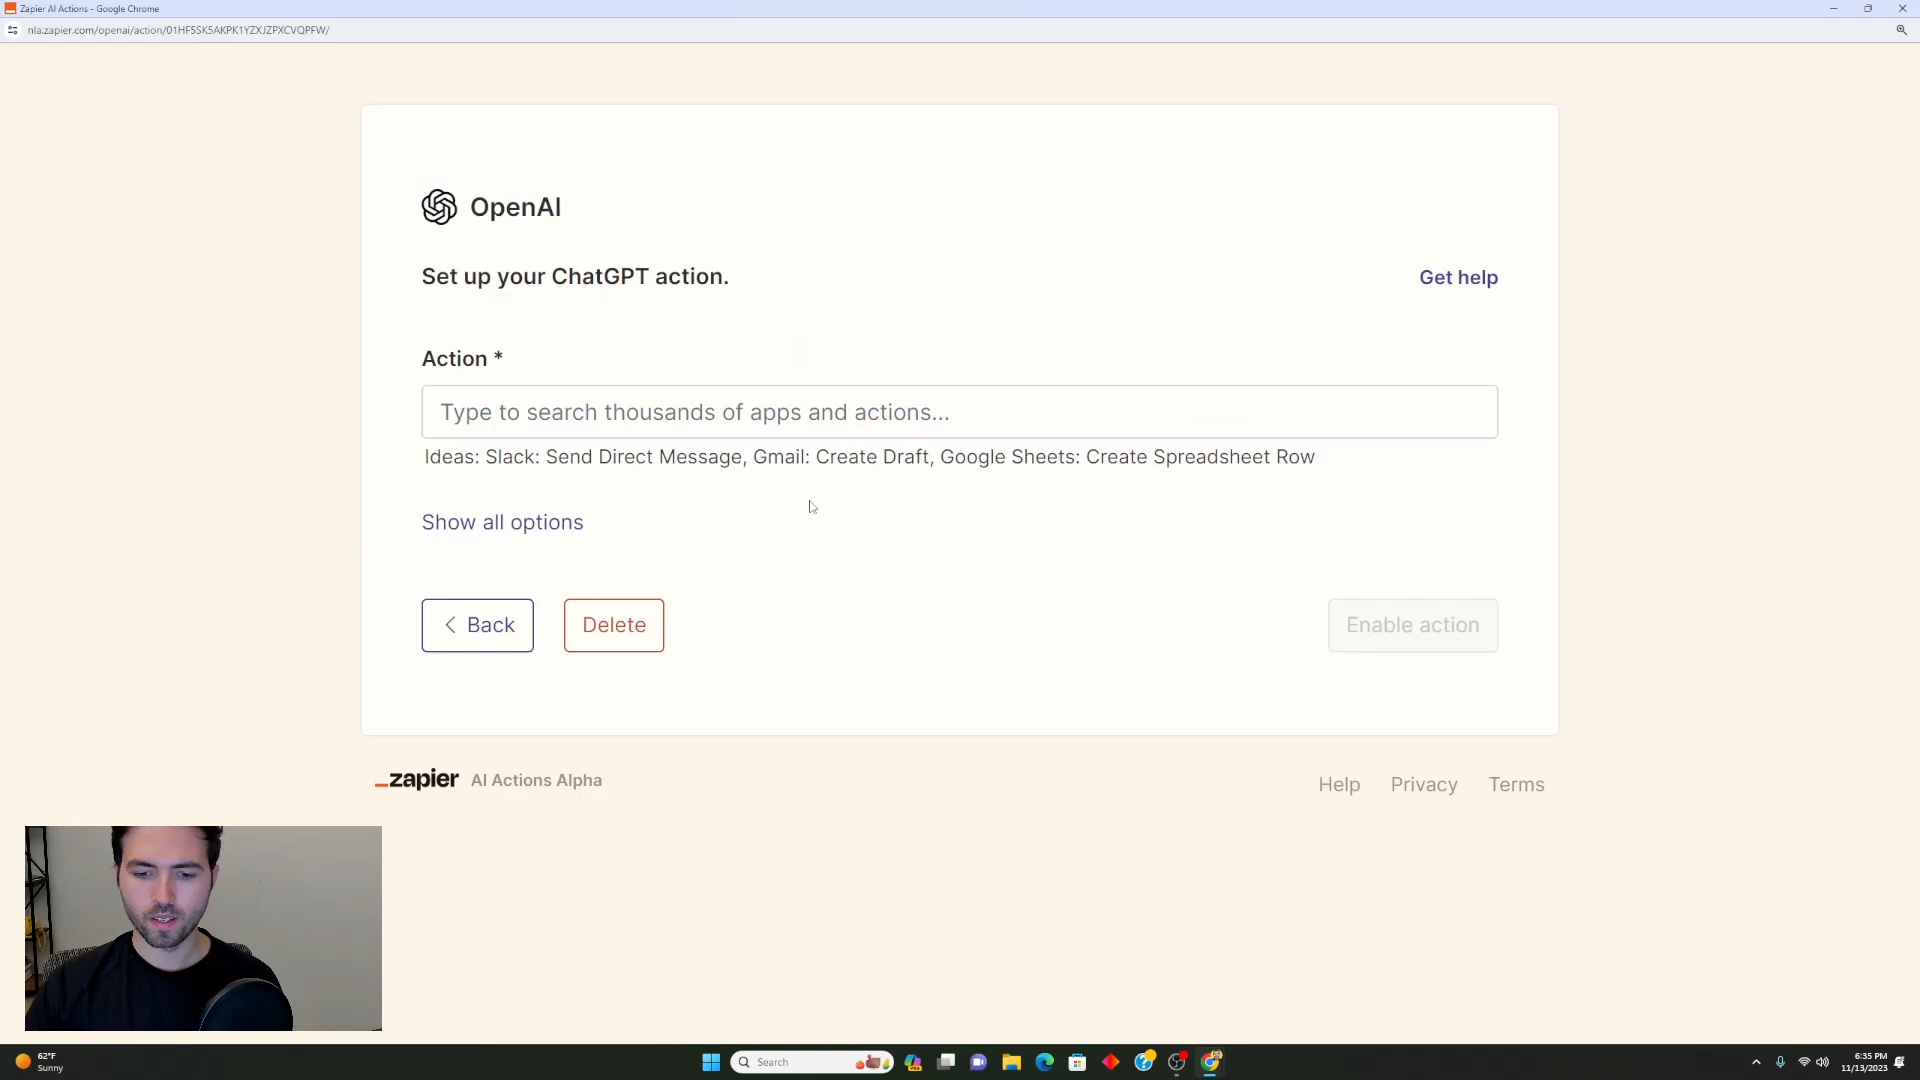 Zapier AI Actions - Google Chrome
nla.zapier.com/openai/action/01HF5SK5AKPK1YZXJZPXCVQPFW/
OpenAI
Set up your ChatGPT action.
Get help
Action *
Type to search thousands of apps and actions...
Ideas: Slack: Send Direct Message, Gmail: Create Draft, Google Sheets: Create Spreadsheet Row
Show all options
Back
Delete
Enable action
zapier AI Actions Alpha
Help Privacy Terms
62°F
Sunny
Search
PRE
6:35 PM
11/13/2023